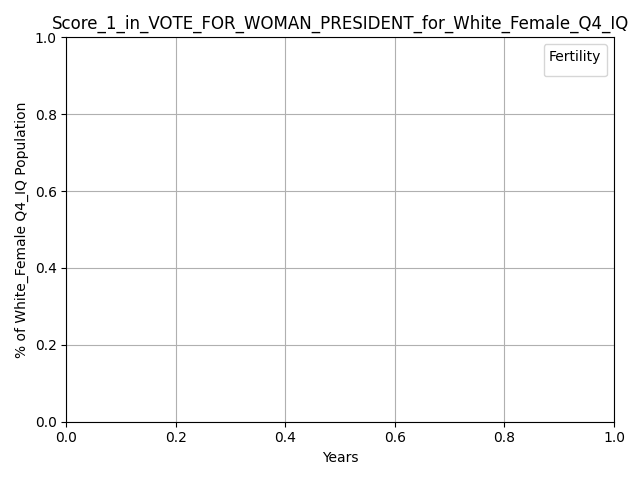 Score_1_in_VOTE_FOR_WOMAN_PRESIDENT_for_White_Female_Q4_IQ
Fertility
% of White_Female Q4_IQ Population
1.0
0.8
0.6
0.4
0.2
0.0
0.0 0.2 0.4 0.6 0.8 1.0
Years